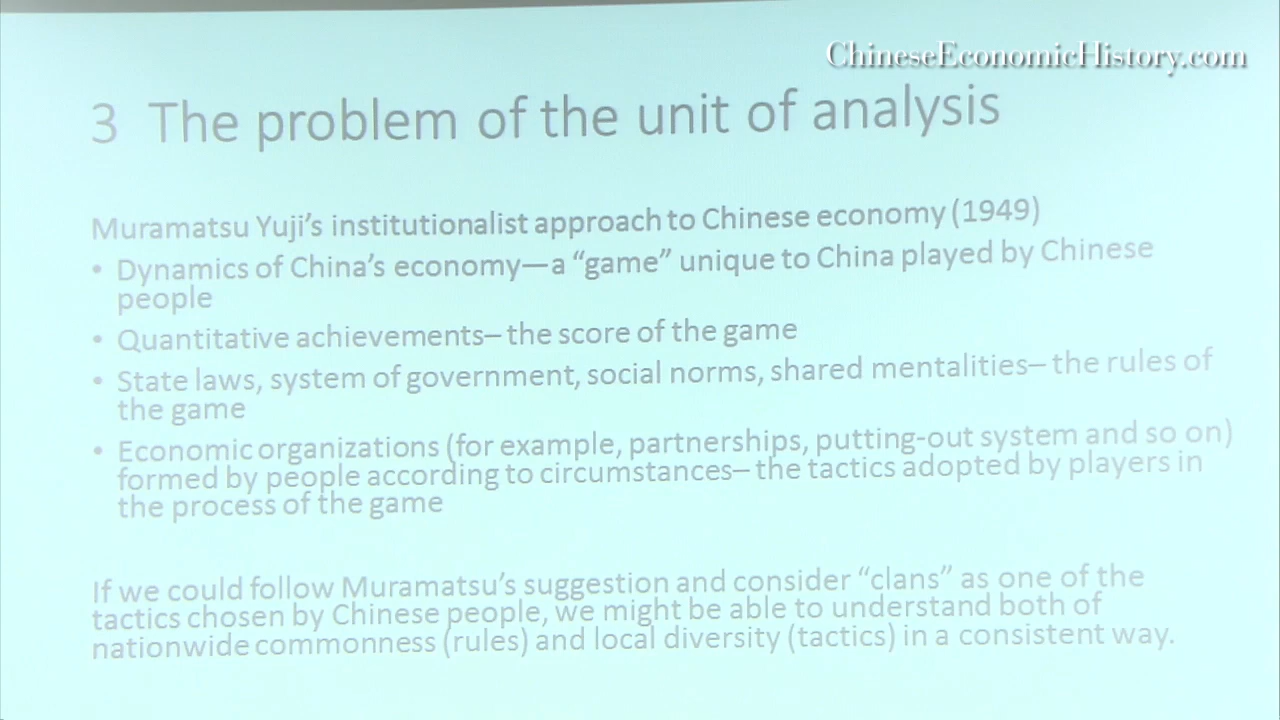 ChineseEconomicHistory.com
3 The problem of the unit of analysis
Muramatsu Yuji's institutionalist approach to Chinese economy (1949)
• Dynamics of China's economy—a “game” unique to China played by Chinese
people
• Quantitative achievements– the score of the game
• State laws, system of government, social norms, shared mentalities– the rules of
the game
• Economic organizations (for example, partnerships, putting-out system and so on)
formed by people according to circumstances– the tactics adopted by players in
the process of the game
If we could follow Muramatsu's suggestion and consider “clans” as one of the
tactics chosen by Chinese people, we might be able to understand both of
nationwide commonness (rules) and local diversity (tactics) in a consistent way.